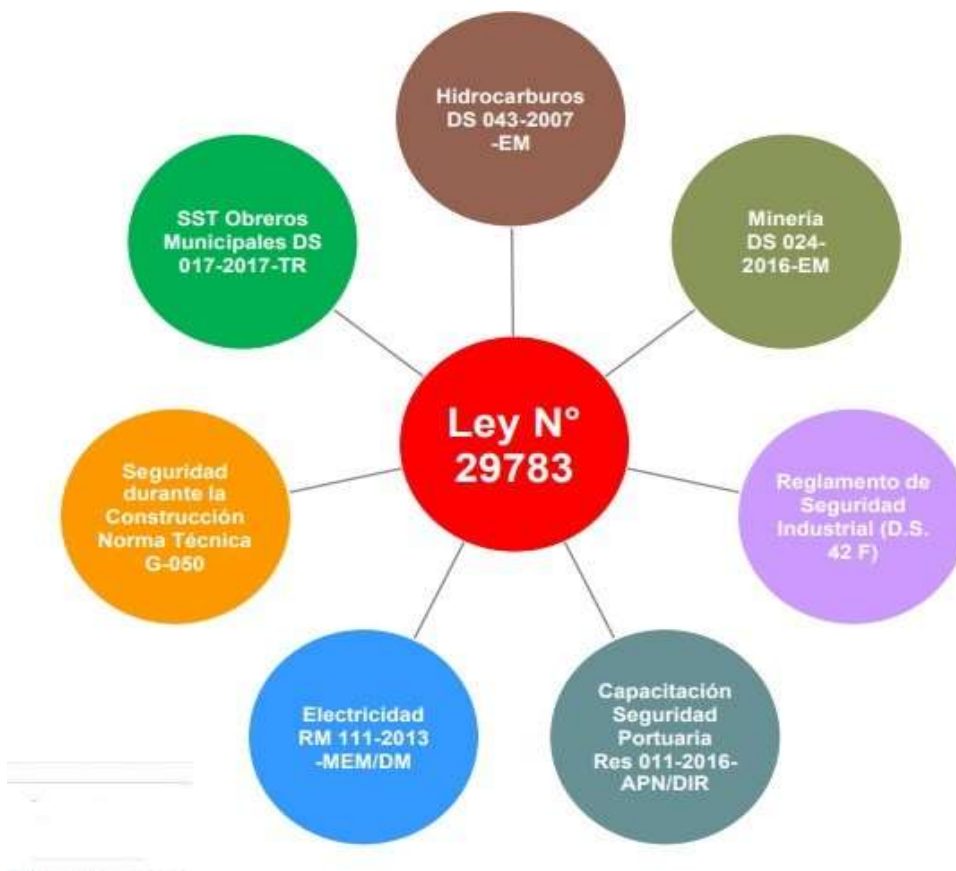 Hidrocarburos
DS 043-2007
-EM
SST Obreros
Municipales DS
017-2017-TR
Minería
DS 024-
2016-EM
Ley N°
29783
Seguridad
durante la
Construcción
Norma Técnica
G-050
Reglamento de
Seguridad
Industrial (D.S.
42 F)
Electricidad
RM 111-2013
-MEM/DM
Capacitación
Seguridad
Portuaria
Res 011-2016-
APN/DIR